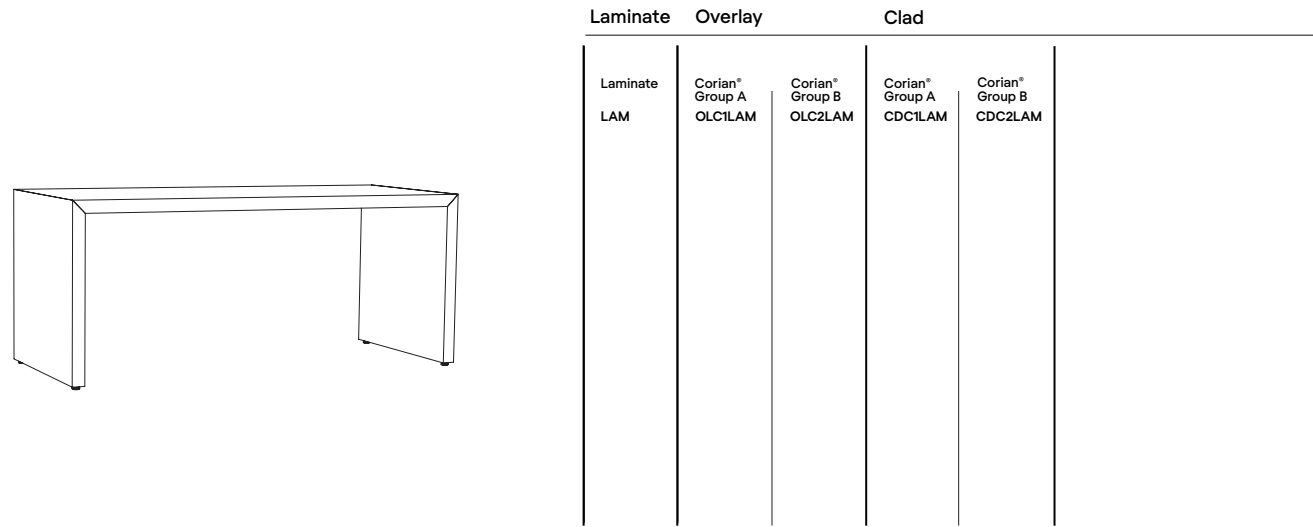 Laminate Overlay Clad
Laminate Corian® Group A Corian® Group B Corian® Group A Corian® Group B
LAM OLC1LAM OLC2LAM CDC1LAM CDC2LAM